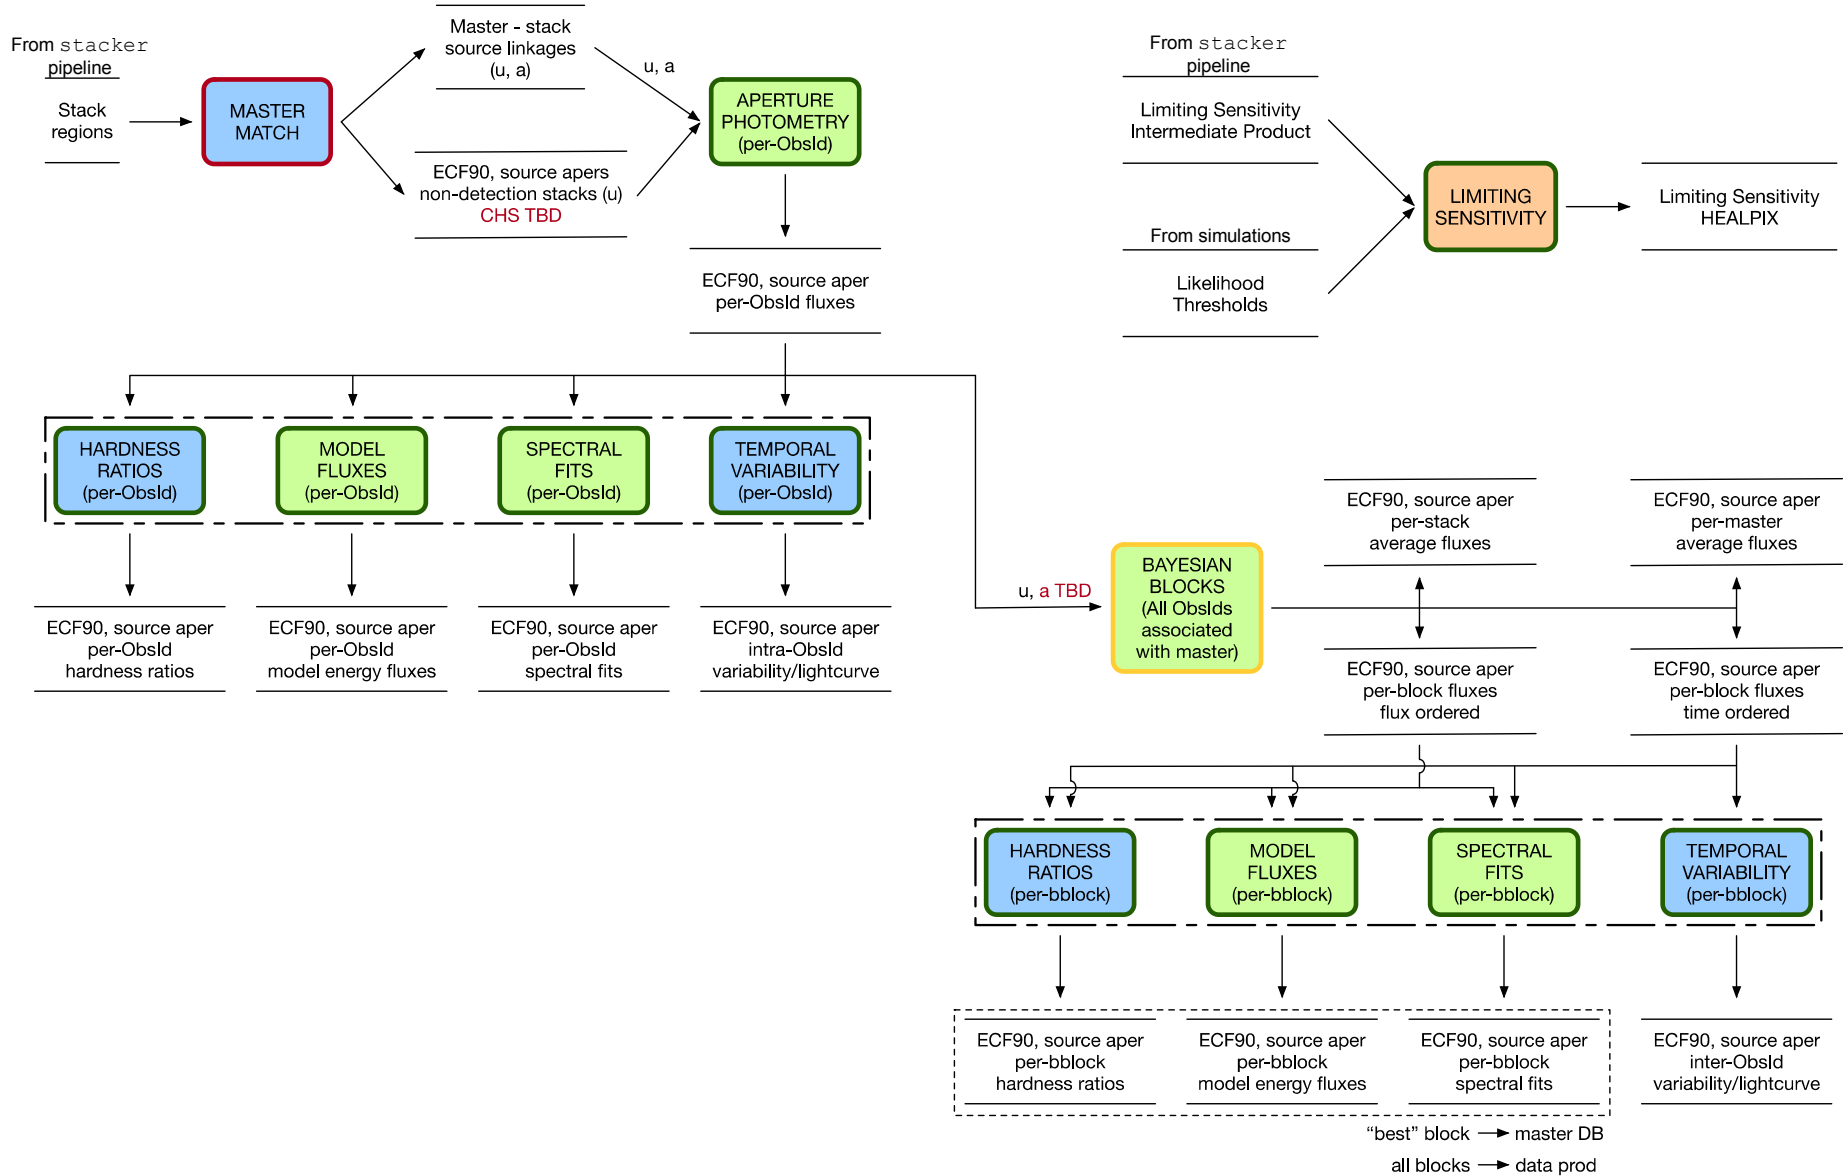 From stacker
pipeline
Stack
regions
MASTER
MATCH
Master - stack
source linkages
(u, a)
ECF90, source apers
non-detection stacks (u)
CHS TBD
u, a
APERTURE
PHOTOMETRY
(per-ObsId)
ECF90, source aper
per-ObsId fluxes
From stacker
pipeline
Limiting Sensitivity
Intermediate Product
From simulations
Likelihood
Thresholds
LIMITING
SENSITIVITY
Limiting Sensitivity
HEALPIX
HARDNESS
RATIOS
(per-ObsId)
MODEL
FLUXES
(per-ObsId)
SPECTRAL
FITS
(per-ObsId)
TEMPORAL
VARIABILITY
(per-ObsId)
ECF90, source aper
per-ObsId
hardness ratios
ECF90, source aper
per-ObsId
model energy fluxes
ECF90, source aper
per-ObsId
spectral fits
ECF90, source aper
intra-ObsId
variability/lightcurve
u, a TBD
BAYESIAN
BLOCKS
(All ObsIds
associated
with master)
ECF90, source aper
per-stack
average fluxes
ECF90, source aper
per-master
average fluxes
ECF90, source aper
per-block fluxes
flux ordered
ECF90, source aper
per-block fluxes
time ordered
HARDNESS
RATIOS
(per-bblock)
MODEL
FLUXES
(per-bblock)
SPECTRAL
FITS
(per-bblock)
TEMPORAL
VARIABILITY
(per-bblock)
ECF90, source aper
per-bblock
hardness ratios
ECF90, source aper
per-bblock
model energy fluxes
ECF90, source aper
per-bblock
spectral fits
ECF90, source aper
inter-ObsId
variability/lightcurve
“best” block master DB
all blocks data prod